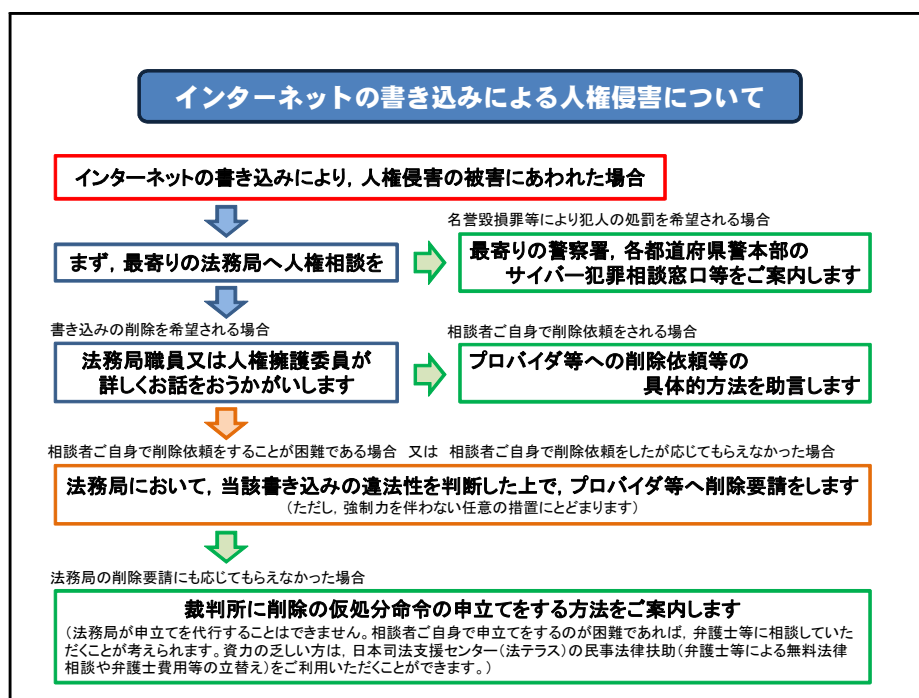 インターネットの書き込みによる人権侵害について
インターネットの書き込みにより，人権侵害の被害にあわれた場合
名誉毀損罪等により犯人の処罰を希望される場合
まず，最寄りの法務局へ人権相談を
最寄りの警察署，各都道府県警本部の
サイバー犯罪相談窓口等をご案内します
書き込みの削除を希望される場合
相談者ご自身で削除依頼をされる場合
法務局職員又は人権擁護委員が
詳しくお話をおうかがいします
プロバイダ等への削除依頼等の
具体的方法を助言します
相談者ご自身で削除依頼をすることが困難である場合　又は　相談者ご自身で削除依頼をしたが応じてもらえなかった場合
法務局において，当該書き込みの違法性を判断した上で，プロバイダ等へ削除要請をします
（ただし，強制力を伴わない任意の措置にとどまります）
法務局の削除要請にも応じてもらえなかった場合
裁判所に削除の仮処分命令の申立てをする方法をご案内します
（法務局が申立てを代行することはできません。相談者ご自身で申立てをするのが困難であれば，弁護士等に相談していた
だくことが考えられます。資力の乏しい方は，日本司法支援センター（法テラス）の民事法律扶助（弁護士等による無料法律
相談や弁護士費用等の立替え）をご利用いただくことができます。）